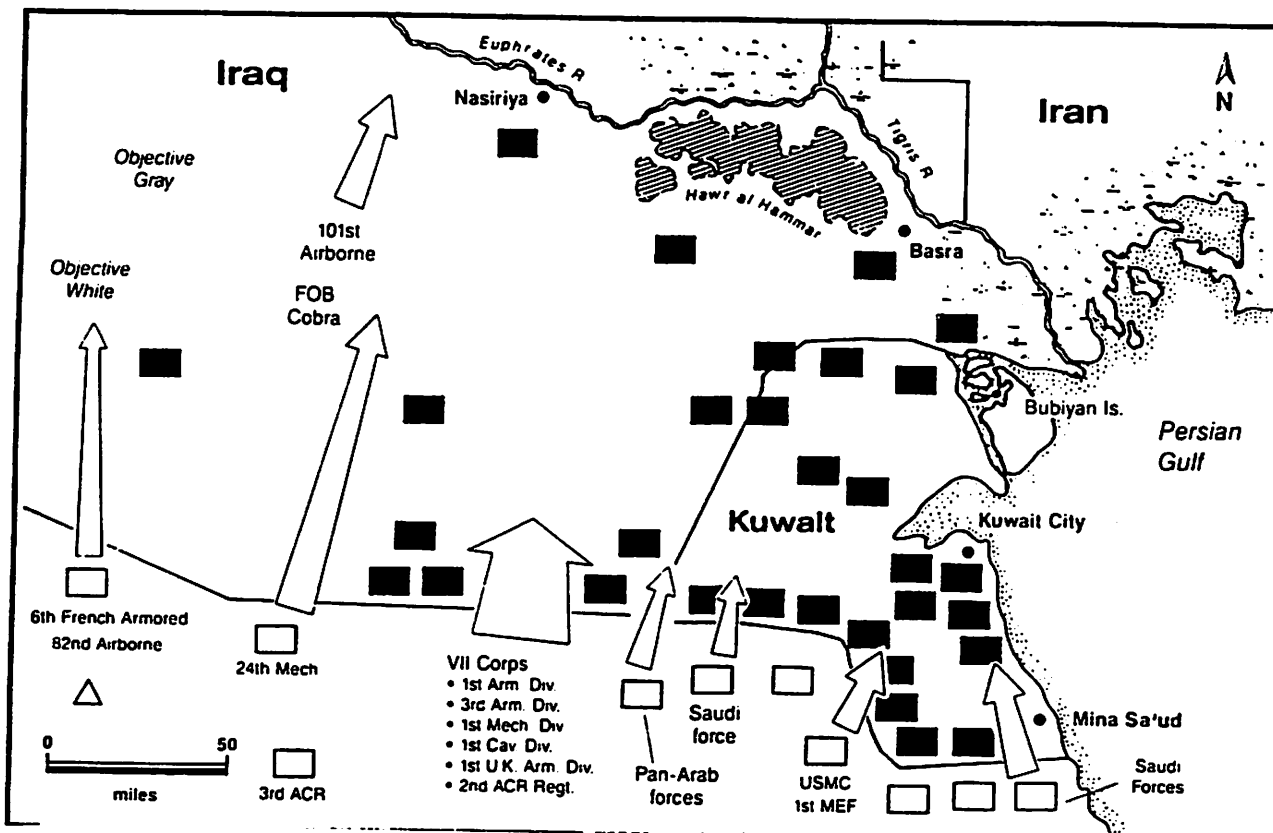 Iraq
Euphrates R
Nasiriya
Iran
N
Tigris R
Objective
Gray
Hawr al Hammar
101st
Airborne
Basra
Objective
White
FOB
Cobra
Bubiyan Is.
Persian
Gulf
Kuwait
Kuwait City
6th French Armored
82nd Airborne
24th Mech
VII Corps
• 1st Arm. Div.
• 3rd Arm. Div.
• 1st Mech Div
• 1st Cav Div.
• 1st U.K. Arm. Div.
• 2nd ACR Regt.
Saudi
force
Mina Sa'ud
0 50
miles
3rd ACR
Pan-Arab
forces
USMC
1st MEF
Saudi
Forces